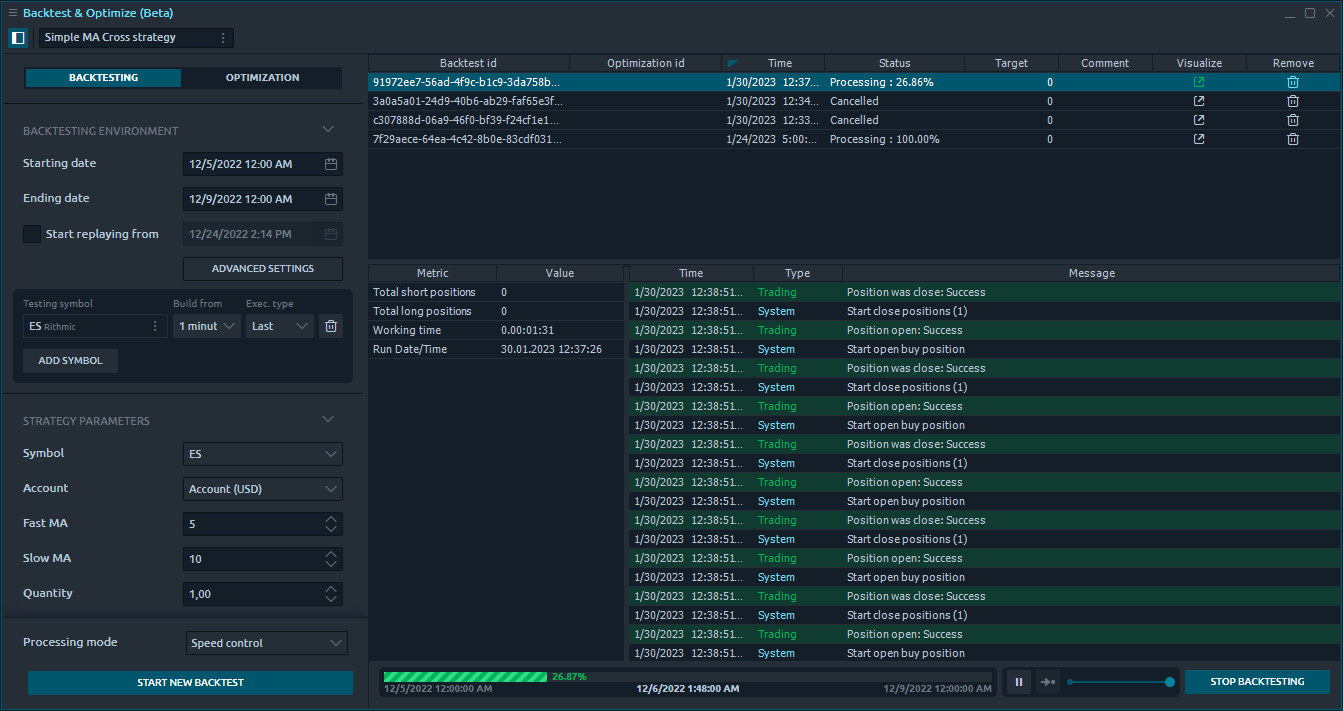 Backtest & Optimize (Beta)
Simple MA Cross strategy
BACKTESTING OPTIMIZATION
BACKTESTING ENVIRONMENT
Starting date 12/5/2022 12:00 AM
Ending date 12/9/2022 12:00 AM
Start replaying from 12/24/2022 2:14 PM
ADVANCED SETTINGS
Testing symbol Build from Exec. type
ES Rithmic 1 minut Last
ADD SYMBOL
STRATEGY PARAMETERS
Symbol ES
Account Account (USD)
Fast MA 5
Slow MA 10
Quantity 1,00
Processing mode Speed control
START NEW BACKTEST
Backtest id Optimization id Time Status Target Comment Visualize Remove
91972ee7-56ad-4f9c-b1c9-3da758b... 1/30/2023 12:37... Processing : 26.86% 0
3a0a5a01-24d9-40b6-ab29-faf65e3f... 1/30/2023 12:34... Cancelled 0
c307888d-06a9-46f0-bf39-f24cf1e1... 1/30/2023 12:33... Cancelled 0
7f29aece-64ea-4c42-8b0e-83cdf031... 1/24/2023 5:00:... Processing : 100.00% 0
Metric Value
Total short positions 0
Total long positions 0
Working time 0.00:01:31
Run Date/Time 30.01.2023 12:37:26
Time Type Message
1/30/2023 12:38:51... Trading Position was close: Success
1/30/2023 12:38:51... System Start close positions (1)
1/30/2023 12:38:51... Trading Position open: Success
1/30/2023 12:38:51... System Start open buy position
1/30/2023 12:38:51... Trading Position was close: Success
1/30/2023 12:38:51... System Start close positions (1)
1/30/2023 12:38:51... Trading Position open: Success
1/30/2023 12:38:51... System Start open buy position
1/30/2023 12:38:51... Trading Position was close: Success
1/30/2023 12:38:51... System Start close positions (1)
1/30/2023 12:38:51... Trading Position open: Success
1/30/2023 12:38:51... System Start open buy position
1/30/2023 12:38:51... Trading Position was close: Success
1/30/2023 12:38:51... System Start close positions (1)
1/30/2023 12:38:51... Trading Position open: Success
1/30/2023 12:38:51... System Start open buy position
1/30/2023 12:38:51... Trading Position was close: Success
1/30/2023 12:38:51... System Start close positions (1)
1/30/2023 12:38:51... Trading Position open: Success
1/30/2023 12:38:51... System Start open buy position
26.87%
12/5/2022 12:00:00 AM 12/6/2022 1:48:00 AM 12/9/2022 12:00:00 AM
STOP BACKTESTING